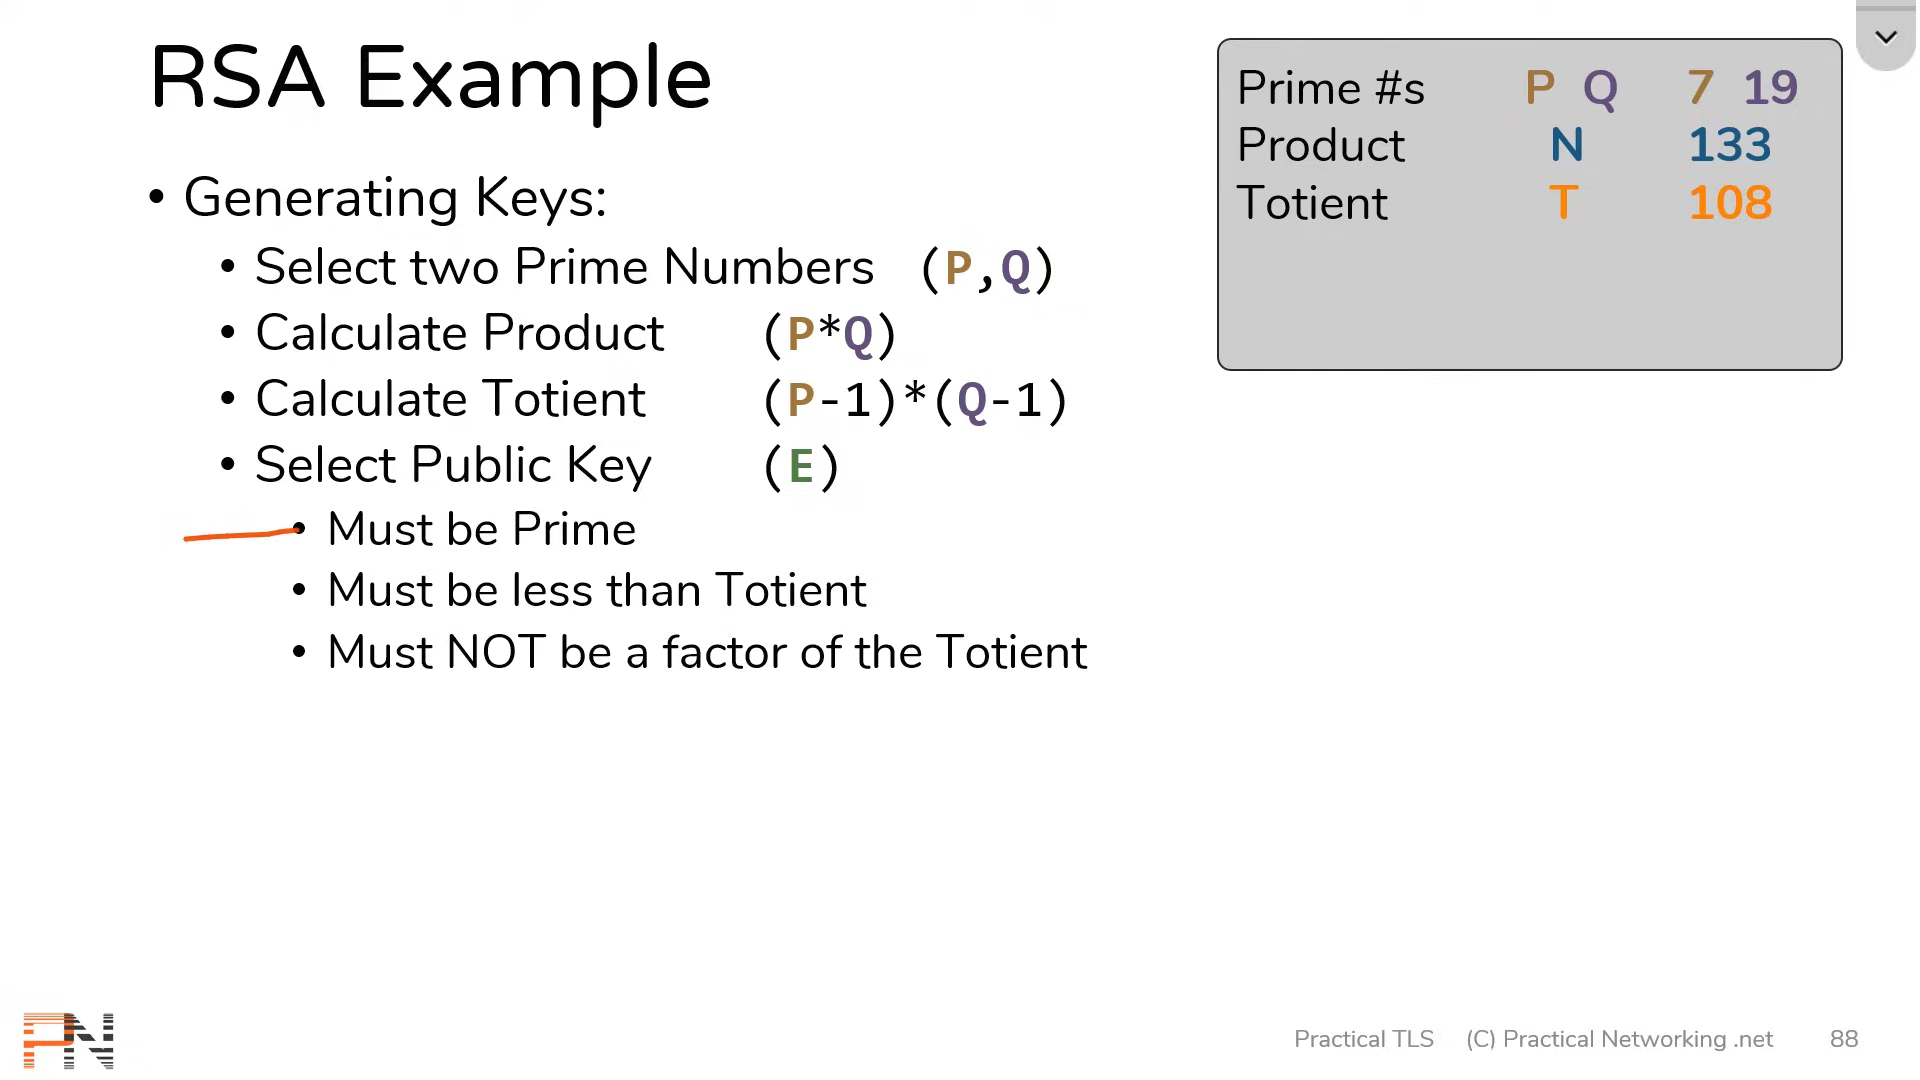 RSA Example
• Generating Keys:
• Select two Prime Numbers (P,Q)
• Calculate Product (P*Q)
• Calculate Totient (P-1)*(Q-1)
• Select Public Key (E)
• Must be Prime
• Must be less than Totient
• Must NOT be a factor of the Totient
Prime #s P Q 7 19
Product N 133
Totient T 108
PN
Practical TLS (C) Practical Networking .net 88